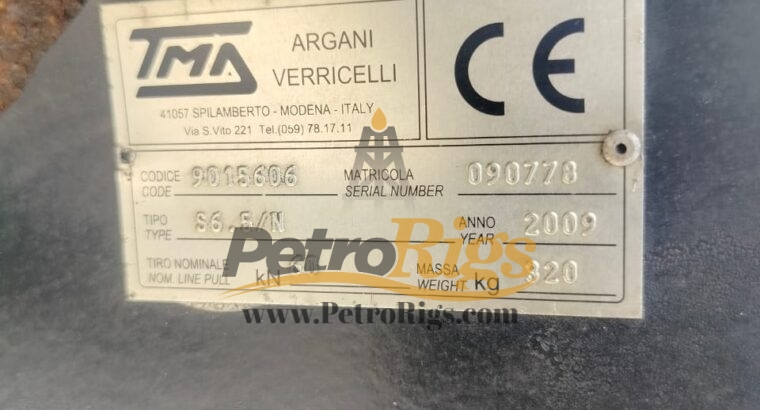 TMA
ARGANI
VERRICELLI
CE
41057 SPILAMBERTO - MODENA - ITALY
Via S.Vito 221 Tel.(059) 78.17.11
CODICE
CODE
9015606
MATRICOLA
SERIAL NUMBER
090778
TIPO
TYPE
S6.5/N
ANNO
YEAR
2009
TIRO NOMINALE
NOM. LINE PULL
kN
MASSA
WEIGHT
kg
320
PetroRigs
www.PetroRigs.com